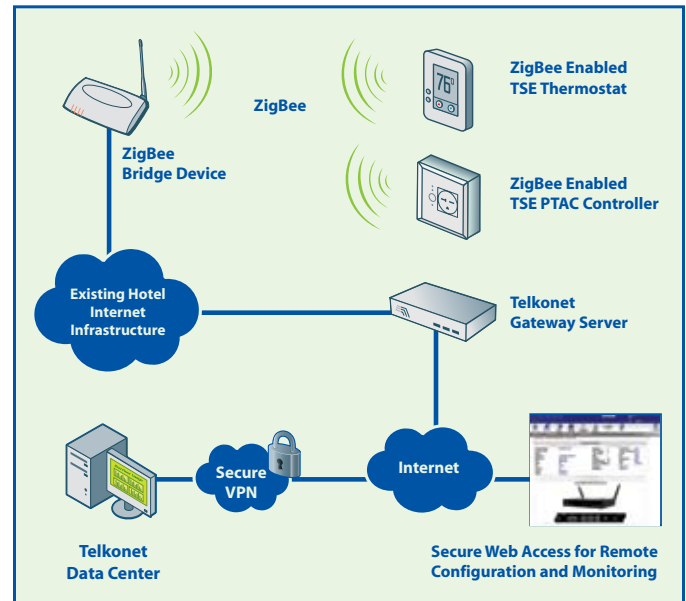 ZigBee Enabled
TSE Thermostat
76°
ZigBee
ZigBee
Bridge Device
ZigBee Enabled
TSE PTAC Controller
Existing Hotel
Internet
Infrastructure
Telkonet
Gateway Server
Internet
Secure
VPN
Telkonet
Data Center
Secure Web Access for Remote
Configuration and Monitoring